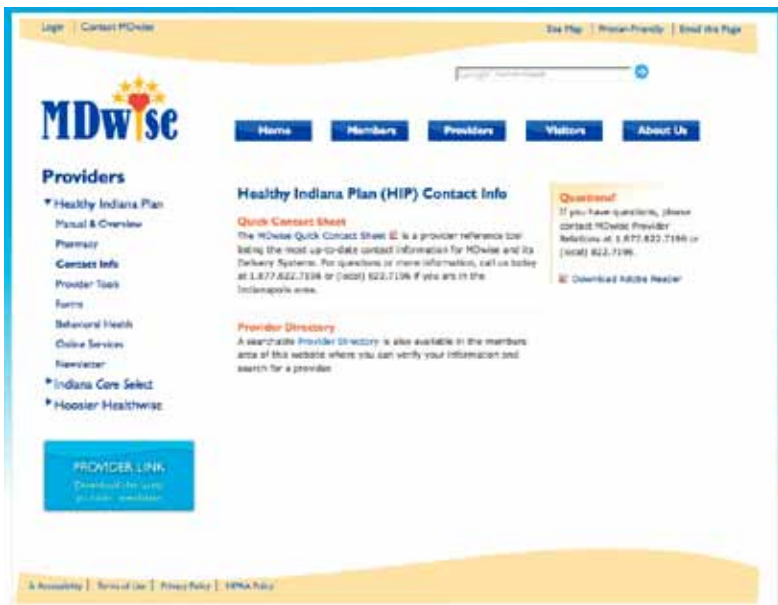 Login | Contact MDwise
Site Map | Printer-Friendly | Email this Page
MDwise
Home
Members
Providers
Visitors
About Us
Providers
Healthy Indiana Plan
Manual & Overview
Pharmacy
Contact Info
Provider Tools
Forms
Behavioral Health
Online Services
Newsletter
Indiana Care Select
Hoosier Healthwise
PROVIDER LINK
Download the latest
provider newsletter
Healthy Indiana Plan (HIP) Contact Info
Quick Contact Sheet
The MDwise Quick Contact Sheet is a provider reference tool
listing the most up-to-date contact information for MDwise and its
Delivery Systems. For questions or more information, call us today
at 1.877.822.7196 or (local) 822.7196 if you are in the
Indianapolis area.
Provider Directory
A searchable Provider Directory is also available in the members
area of this website where you can verify your information and
search for a provider.
Questions?
If you have questions, please
contact MDwise Provider
Relations at 1.877.822.7196 or
(local) 822.7196.
Download Adobe Reader
Accessibility | Terms of Use | Privacy Policy | HIPAA Policy